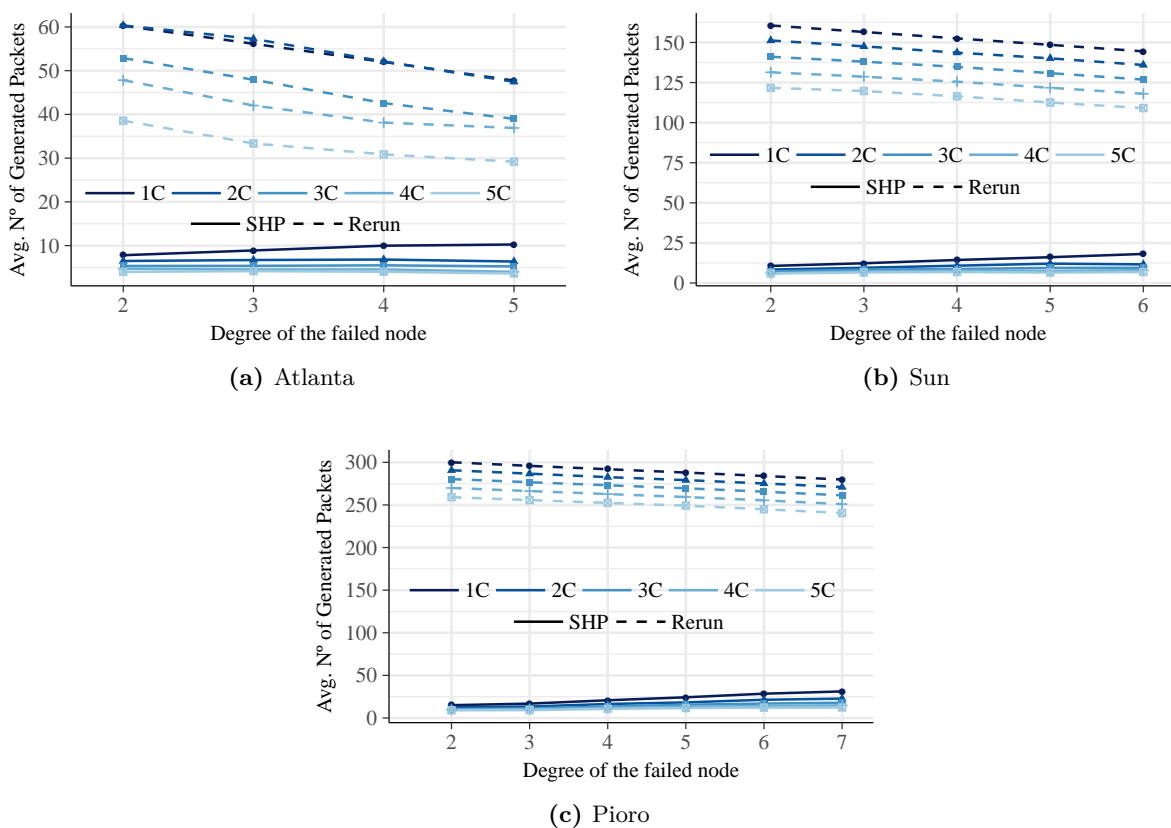 Avg. Nº of Generated Packets
60
50
40
30
20
10
1C 2C 3C 4C 5C
SHP Rerun
2 3 4 5
Degree of the failed node
(a) Atlanta
Avg. Nº of Generated Packets
150
125
100
75
50
25
0
1C 2C 3C 4C 5C
SHP Rerun
2 3 4 5 6
Degree of the failed node
(b) Sun
Avg. Nº of Generated Packets
300
250
200
150
100
50
0
1C 2C 3C 4C 5C
SHP Rerun
2 3 4 5 6 7
Degree of the failed node
(c) Pioro